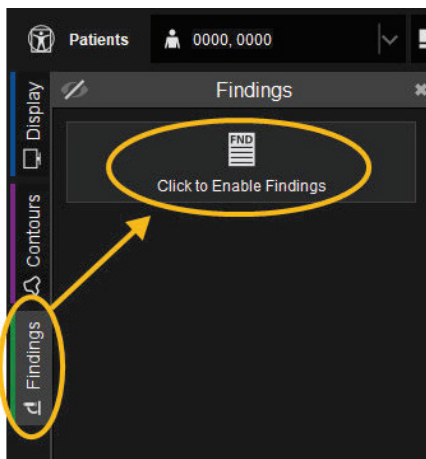 Patients
0000, 0000
Findings
Display
FND
Click to Enable Findings
Contours
Findings